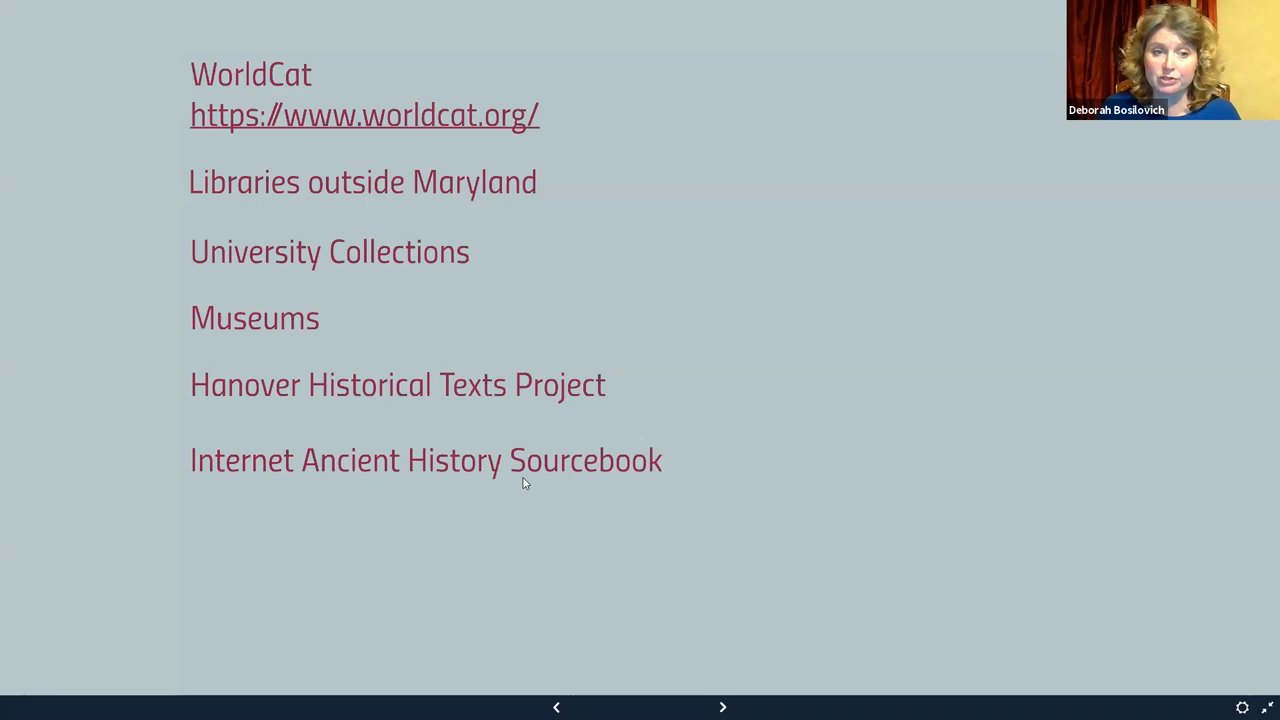 WorldCat
https://www.worldcat.org/
Libraries outside Maryland
University Collections
Museums
Hanover Historical Texts Project
Internet Ancient History Sourcebook
Deborah Bosilovich